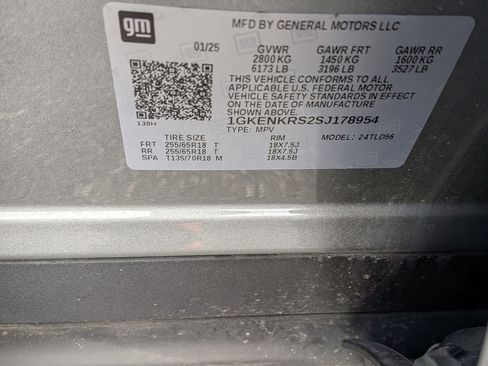 gm
MFD BY GENERAL MOTORS LLC
01/25 GVWR GAWR FRT GAWR RR
2800 KG 1450 KG 1600 KG
6173 LB 3196 LB 3527 LB
THIS VEHICLE CONFORMS TO ALL
APPLICABLE U.S. FEDERAL MOTOR
VEHICLE SAFETY STANDARDS IN EFFECT
ON THE DATE OF MANUFACTURE SHOWN ABOVE.
1GKENKRS2SJ178954
130H TYPE: MPV MODEL: 24TLD56
TIRE SIZE RIM
FRT 255/65R18 T 18X7.5J
RR 255/65R18 T 18X7.5J
SPA T135/70R18 M 18X4.5B